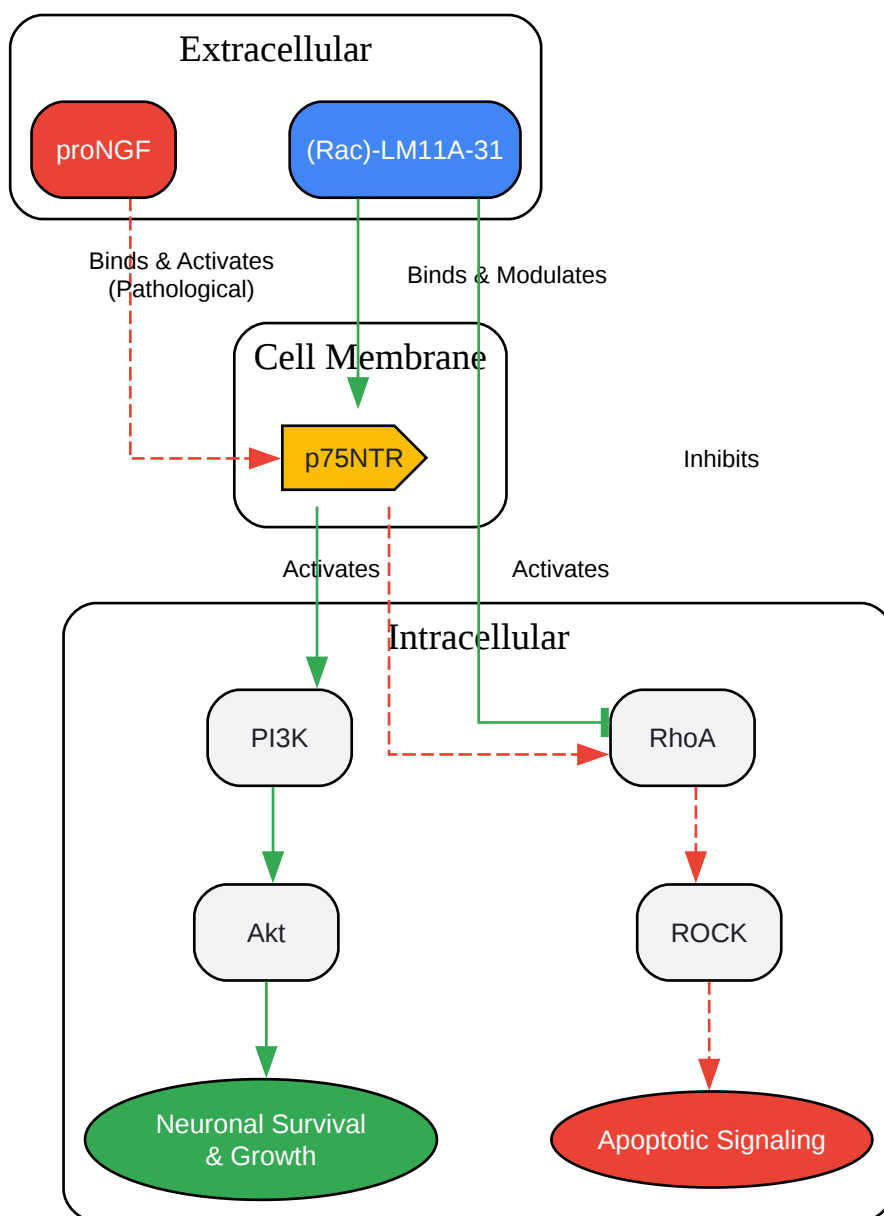 Extracellular
proNGF
(Rac)-LM11A-31
Binds & Activates
(Pathological)
Binds & Modulates
Cell Membrane
p75NTR
Inhibits
Activates
Activates
Intracellular
PI3K
RhoA
Akt
ROCK
Neuronal Survival
& Growth
Apoptotic Signaling